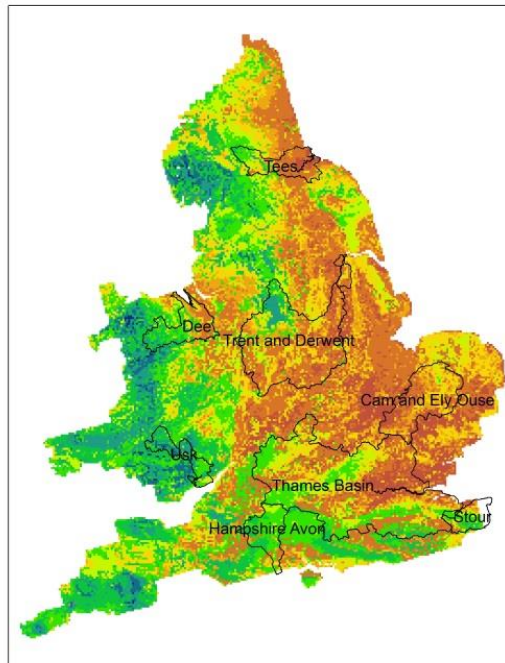 Tees
Dee
Trent and Derwent
Cam and Ely Ouse
Usk
Thames Basin
Stour
Hampshire Avon